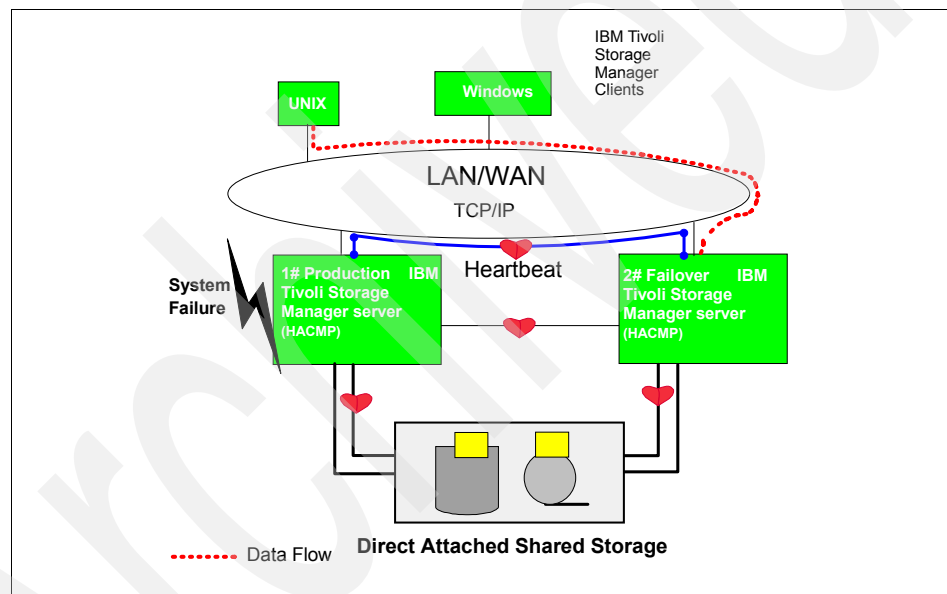 IBM Tivoli
Storage
Manager
Clients
UNIX
Windows
LAN/WAN
TCP/IP
Heartbeat
System
Failure
1# Production IBM
Tivoli Storage
Manager server
(HACMP)
2# Failover IBM
Tivoli Storage
Manager server
(HACMP)
Direct Attached Shared Storage
Data Flow